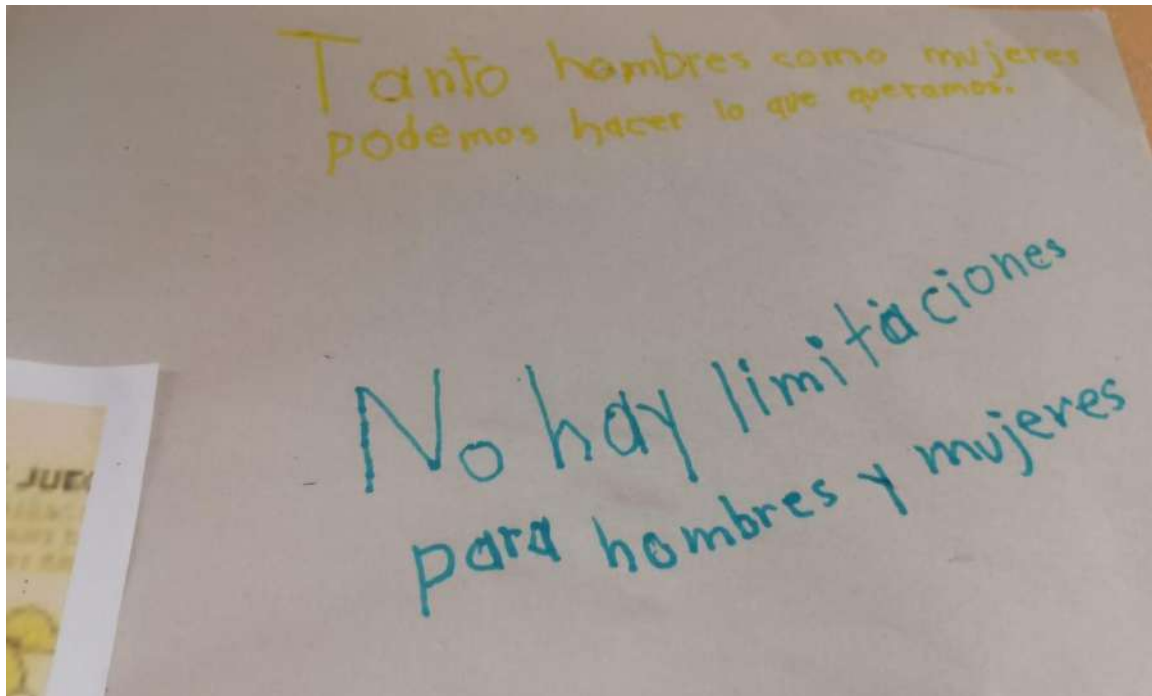 Tanto hombres como mujeres
podemos hacer lo que queramos.
No hay limitaciones
para hombres y mujeres